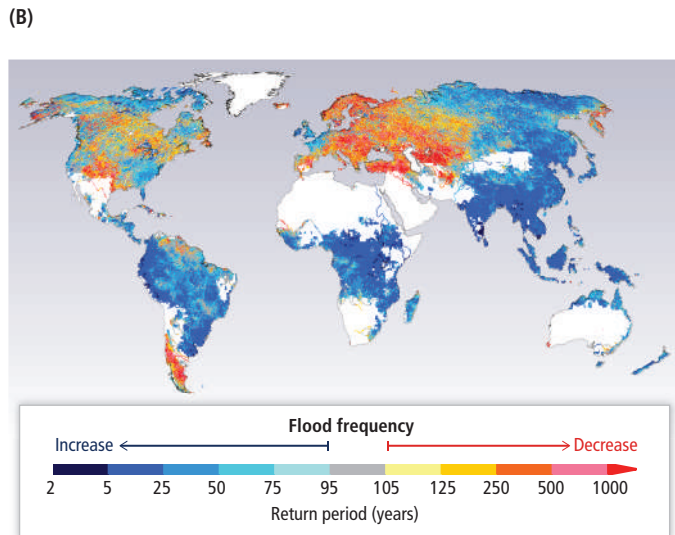 (B)
Flood frequency
Increase Decrease
2 5 25 50 75 95 105 125 250 500 1000
Return period (years)